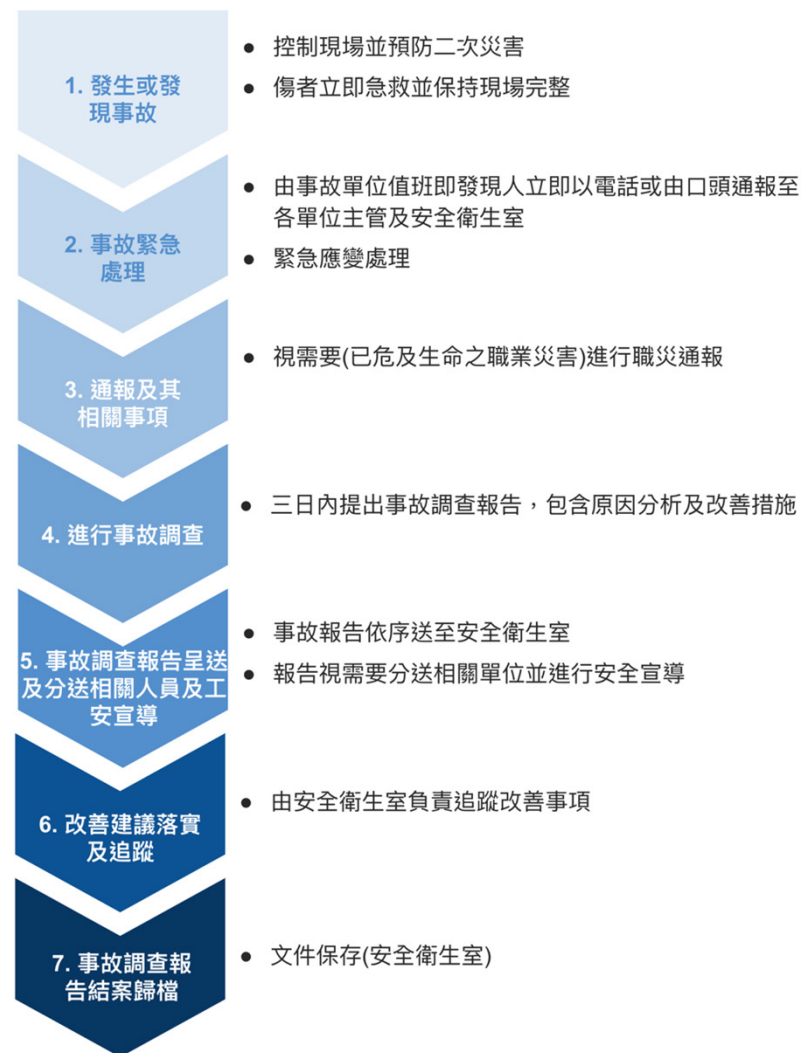 1. 發生或發
現事故
● 控制現場並預防二次災害
● 傷者立即急救並保持現場完整
2. 事故緊急
處理
● 由事故單位值班即發現人立即以電話或由口頭通報至
各單位主管及安全衛生室
● 緊急應變處理
3. 通報及其
相關事項
● 視需要(已危及生命之職業災害)進行職災通報
4. 進行事故調查
● 三日內提出事故調查報告，包含原因分析及改善措施
5. 事故調查報告呈送
及分送相關人員及工
安宣導
● 事故報告依序送至安全衛生室
● 報告視需要分送相關單位並進行安全宣導
6. 改善建議落實
及追蹤
● 由安全衛生室負責追蹤改善事項
7. 事故調查報
告結案歸檔
● 文件保存(安全衛生室)